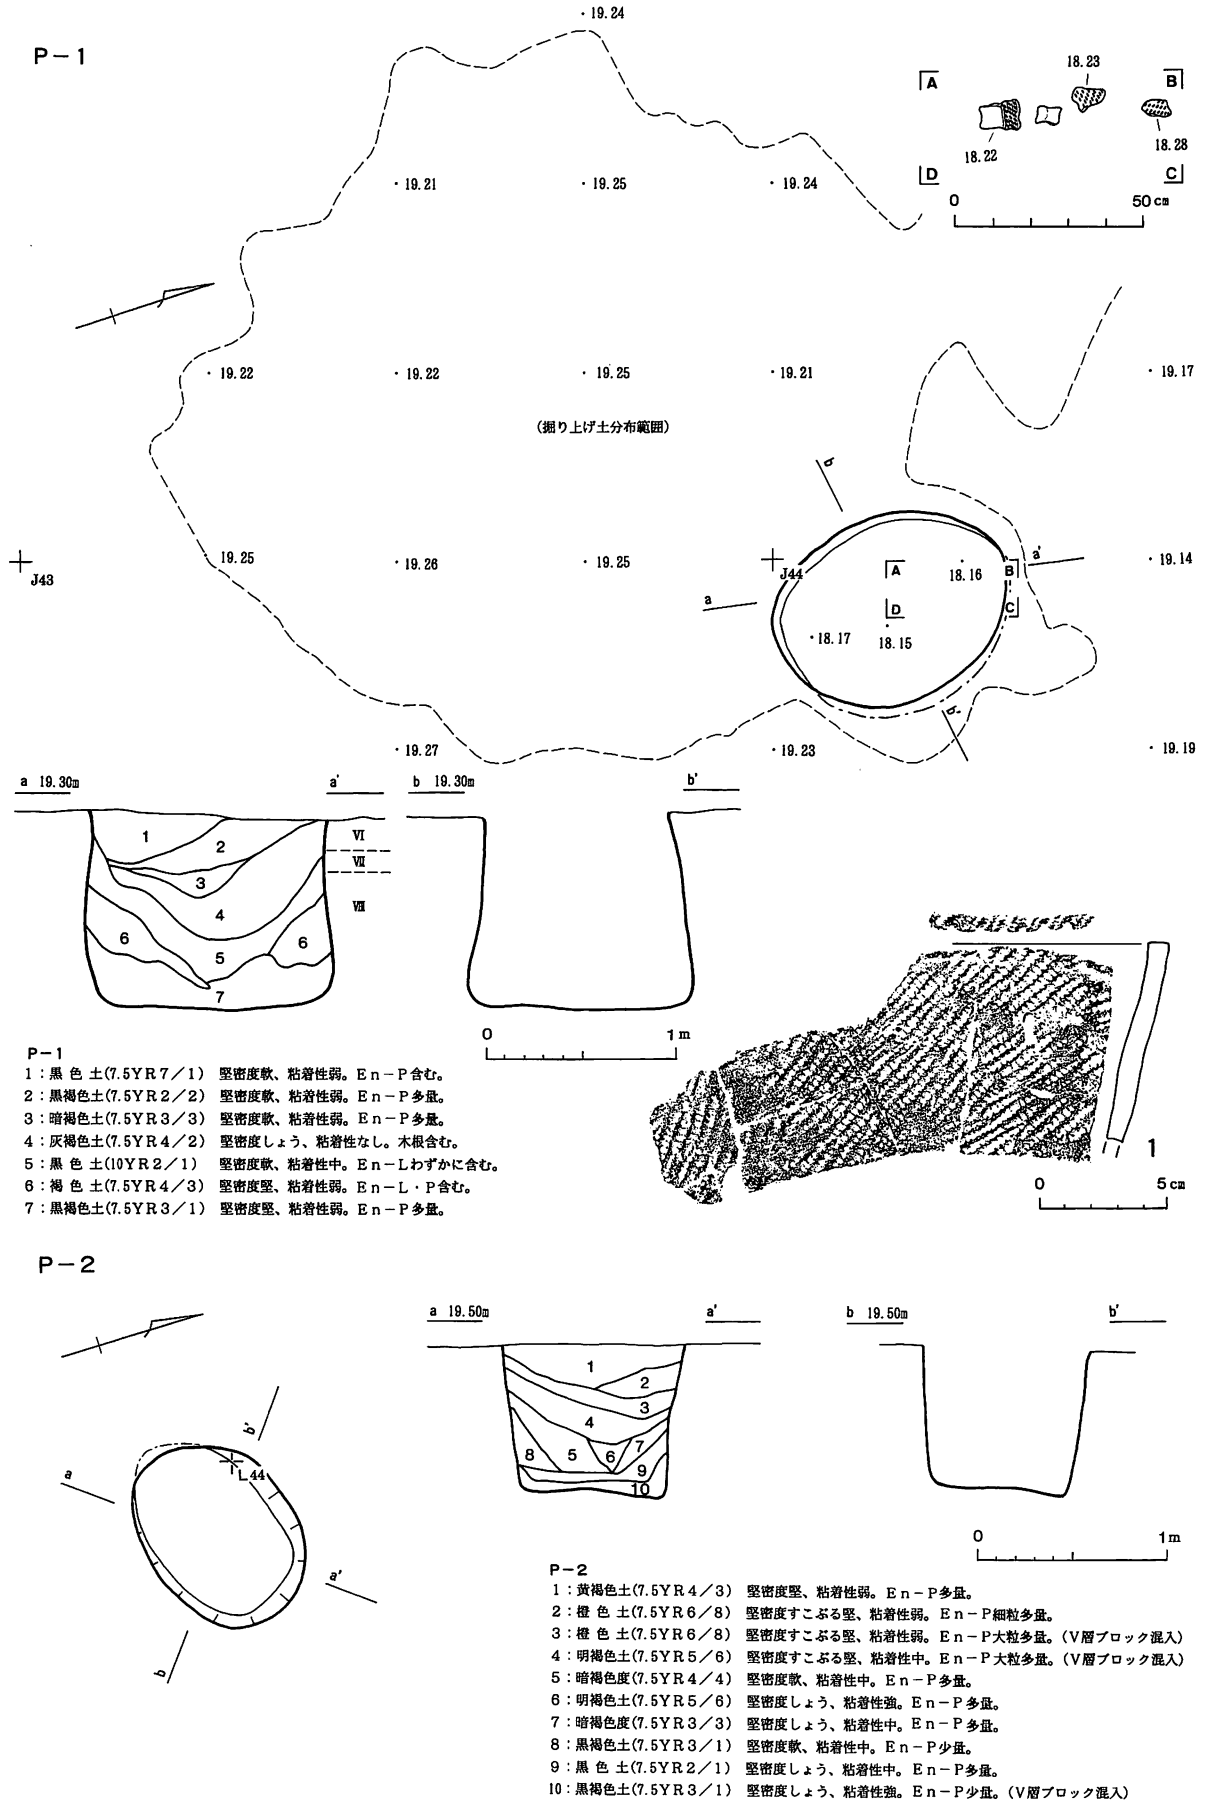 P-1
19.24
18.23
A
B
18.22
18.28
D
C
0 50cm
19.21
19.25
19.24
19.22
19.22
19.25
19.21
19.17
(掘り上げ土分布範囲)
b
J43
19.25
19.26
19.25
J44
A
18.16
B
a'
19.14
a
D
C
18.17
18.15
b'
19.27
19.23
19.19
a 19.30m a'
b 19.30m b'
1
2
3
4
5
6
6
7
VI
VII
VIII
0 1m
1
0 5cm
P-1
1:黒色土(7.5YR7/1) 堅密度軟、粘着性弱。En-P含む。
2:黒褐色土(7.5YR2/2) 堅密度軟、粘着性弱。En-P多量。
3:暗褐色土(7.5YR3/3) 堅密度軟、粘着性弱。En-P多量。
4:灰褐色土(7.5YR4/2) 堅密度しょう、粘着性なし。木根含む。
5:黒色土(10YR2/1) 堅密度軟、粘着性中。En-Lわずかに含む。
6:褐色土(7.5YR4/3) 堅密度堅、粘着性弱。En-L・P含む。
7:黒褐色土(7.5YR3/1) 堅密度堅、粘着性弱。En-P多量。
P-2
a 19.50m a'
b 19.50m b'
1
2
3
4
5
6
7
8
9
10
b'
L44
a
a'
b
0 1m
P-2
1:黄褐色土(7.5YR4/3) 堅密度堅、粘着性弱。En-P多量。
2:橙色土(7.5YR6/8) 堅密度すこぶる堅、粘着性弱。En-P細粒多量。
3:橙色土(7.5YR6/8) 堅密度すこぶる堅、粘着性弱。En-P大粒多量。(V層ブロック混入)
4:明褐色土(7.5YR5/6) 堅密度すこぶる堅、粘着性中。En-P大粒多量。(V層ブロック混入)
5:暗褐色度(7.5YR4/4) 堅密度軟、粘着性中。En-P多量。
6:明褐色土(7.5YR5/6) 堅密度しょう、粘着性強。En-P多量。
7:暗褐色度(7.5YR3/3) 堅密度しょう、粘着性中。En-P多量。
8:黒褐色土(7.5YR3/1) 堅密度軟、粘着性中。En-P少量。
9:黒色土(7.5YR2/1) 堅密度しょう、粘着性中。En-P多量。
10:黒褐色土(7.5YR3/1) 堅密度しょう、粘着性強。En-P少量。(V層ブロック混入)